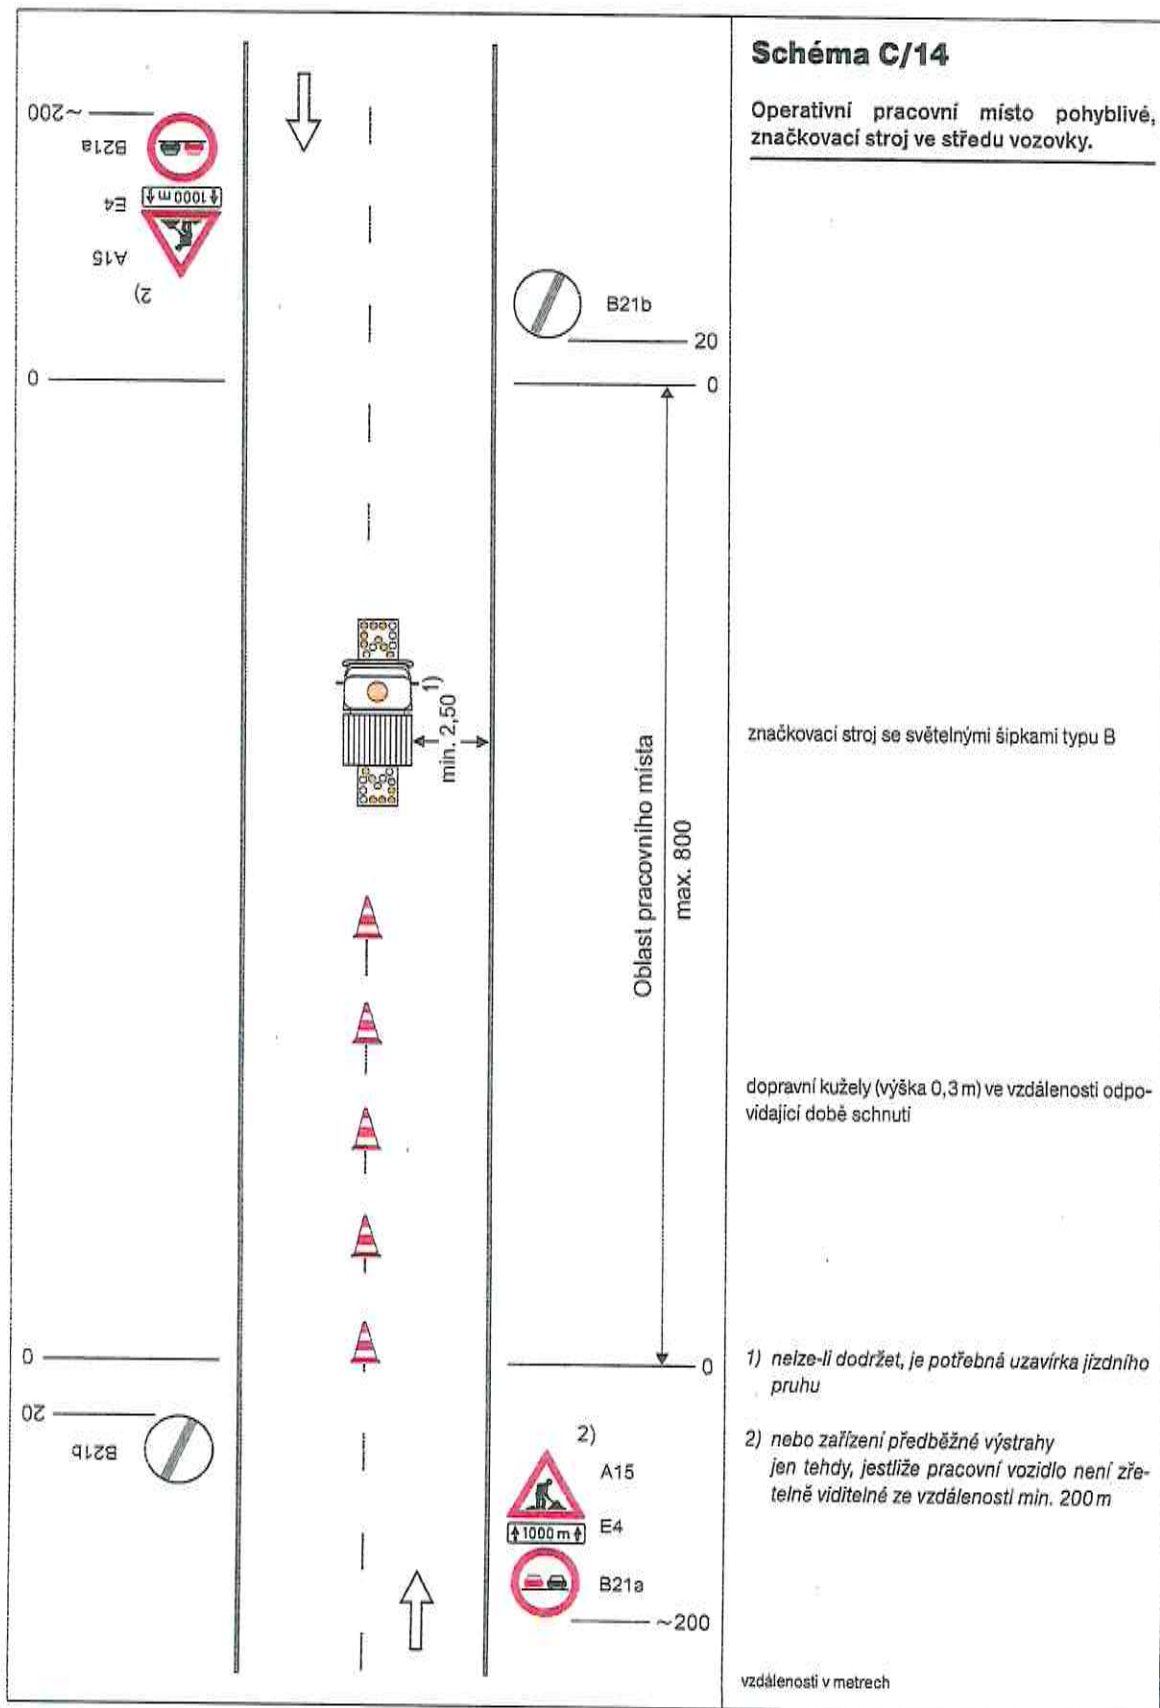 Schéma C/14
Operativní pracovní místo pohyblivé,
značkovací stroj ve středu vozovky.
~200
B21a
E4
1000 m
A15
2)
0
B21b
20
0
1)
min. 2,50
Oblast pracovního místa
max. 800
značkovací stroj se světelnými šipkami typu B
dopravní kužely (výška 0,3 m) ve vzdálenosti odpo-
vídající době schnutí
0
20
B21b
0
1) nelze-li dodržet, je potřebná uzavírka jízdního
pruhu
2) nebo zařízení předběžné výstrahy
jen tehdy, jestliže pracovní vozidlo není zře-
telně viditelné ze vzdálenosti min. 200 m
2)
A15
1000 m
E4
B21a
~200
vzdálenosti v metrech